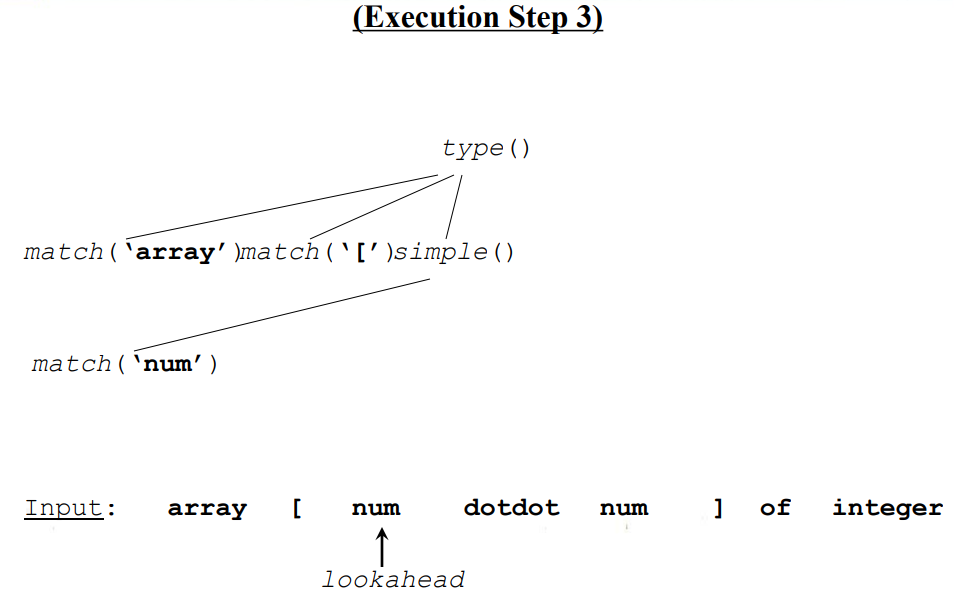 (Execution Step 3)
type()
match(‘array’)match(‘[’)simple()
match(‘num’)
Input: array [ num dotdot num ] of integer
lookahead